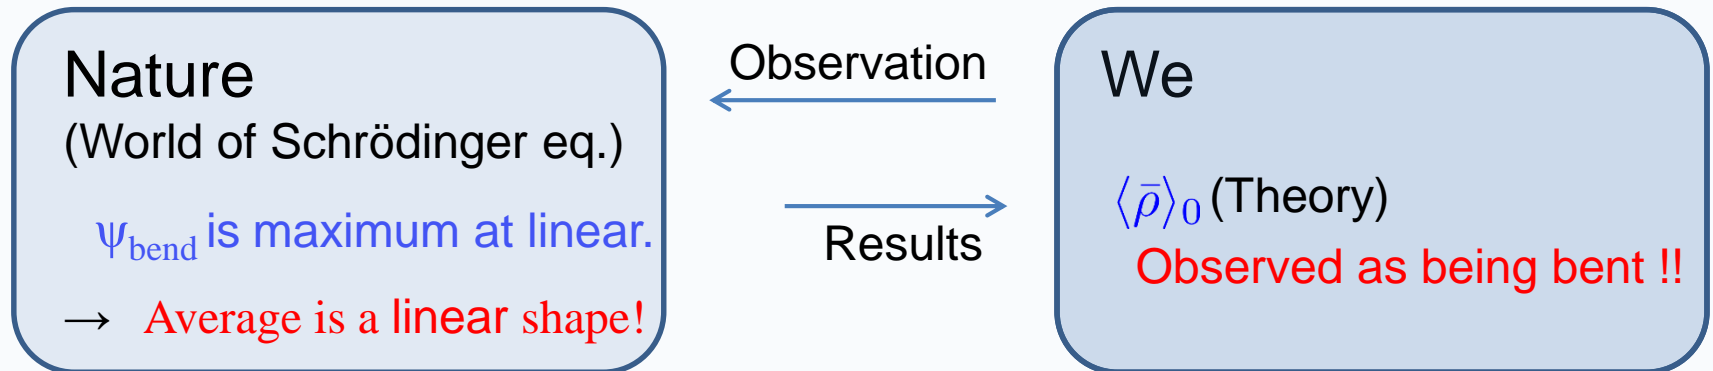 Nature
(World of Schrödinger eq.)
ψbend is maximum at linear.
→ Average is a linear shape!
Observation
Results
We
⟨ρ̄⟩0 (Theory)
Observed as being bent !!